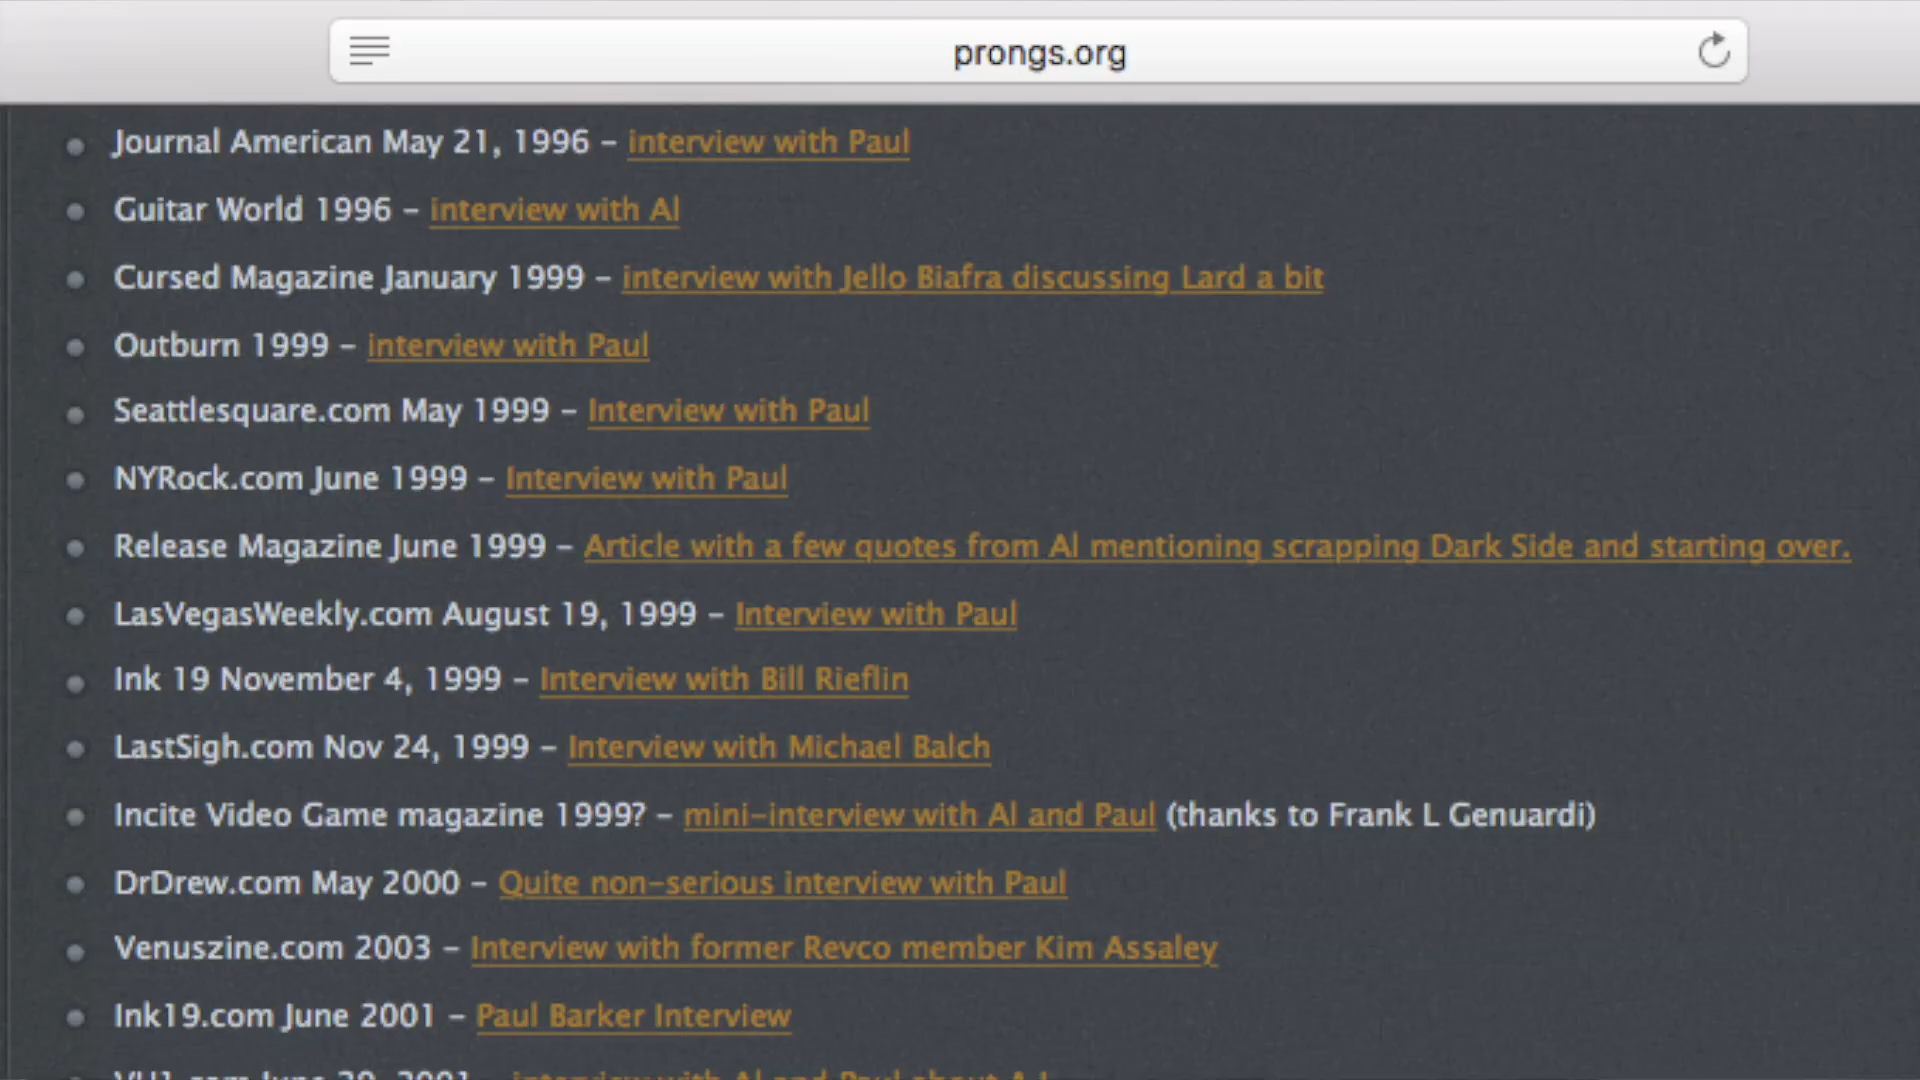 prongs.org
Journal American May 21, 1996 – interview with Paul
Guitar World 1996 – interview with Al
Cursed Magazine January 1999 – interview with Jello Biafra discussing Lard a bit
Outburn 1999 – interview with Paul
Seattlesquare.com May 1999 – Interview with Paul
NYRock.com June 1999 – Interview with Paul
Release Magazine June 1999 – Article with a few quotes from Al mentioning scrapping Dark Side and starting over.
LasVegasWeekly.com August 19, 1999 – Interview with Paul
Ink 19 November 4, 1999 – Interview with Bill Rieflin
LastSigh.com Nov 24, 1999 – Interview with Michael Balch
Incite Video Game magazine 1999? – mini-interview with Al and Paul (thanks to Frank L Genuardi)
DrDrew.com May 2000 – Quite non-serious interview with Paul
Venuszine.com 2003 – Interview with former Revco member Kim Assaley
Ink19.com June 2001 – Paul Barker Interview
interview with Al and Paul about